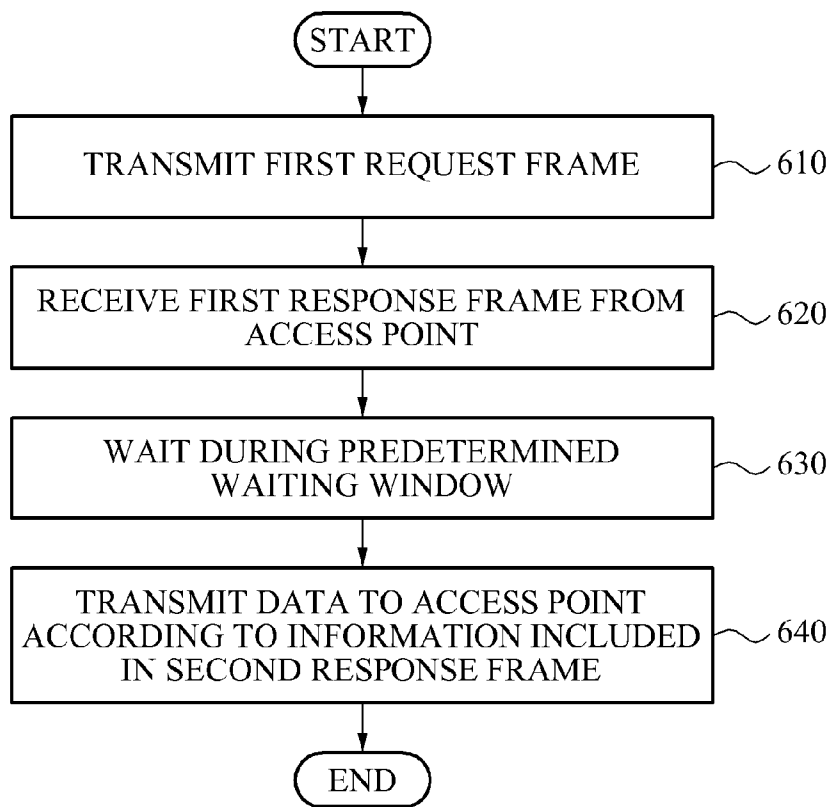 START
TRANSMIT FIRST REQUEST FRAME
610
RECEIVE FIRST RESPONSE FRAME FROM
ACCESS POINT
620
WAIT DURING PREDETERMINED
WAITING WINDOW
630
TRANSMIT DATA TO ACCESS POINT
ACCORDING TO INFORMATION INCLUDED
IN SECOND RESPONSE FRAME
640
END